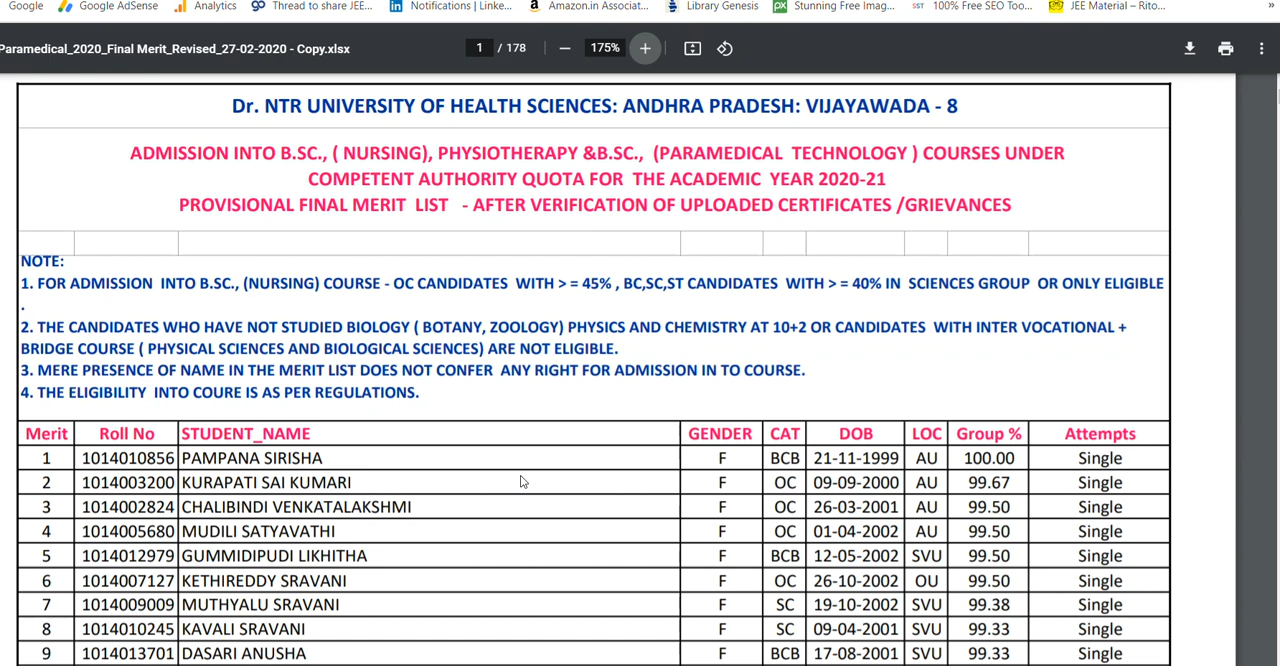 Google Google AdSense Analytics Thread to share JEE... Notifications | Linke... Amazon.in Associat... Library Genesis Stunning Free Imag... SST 100% Free SEO Too... JEE Material – Rito... »
Paramedical_2020_Final Merit_Revised_27-02-2020 - Copy.xlsx 1 / 178 — 175% +
Dr. NTR UNIVERSITY OF HEALTH SCIENCES: ANDHRA PRADESH: VIJAYAWADA - 8
ADMISSION INTO B.SC., ( NURSING), PHYSIOTHERAPY &B.SC., (PARAMEDICAL TECHNOLOGY ) COURSES UNDER
COMPETENT AUTHORITY QUOTA FOR THE ACADEMIC YEAR 2020-21
PROVISIONAL FINAL MERIT LIST - AFTER VERIFICATION OF UPLOADED CERTIFICATES /GRIEVANCES
NOTE:
1. FOR ADMISSION INTO B.SC., (NURSING) COURSE - OC CANDIDATES WITH > = 45% , BC,SC,ST CANDIDATES WITH > = 40% IN SCIENCES GROUP OR ONLY ELIGIBLE
.
2. THE CANDIDATES WHO HAVE NOT STUDIED BIOLOGY ( BOTANY, ZOOLOGY) PHYSICS AND CHEMISTRY AT 10+2 OR CANDIDATES WITH INTER VOCATIONAL +
BRIDGE COURSE ( PHYSICAL SCIENCES AND BIOLOGICAL SCIENCES) ARE NOT ELIGIBLE.
3. MERE PRESENCE OF NAME IN THE MERIT LIST DOES NOT CONFER ANY RIGHT FOR ADMISSION IN TO COURSE.
4. THE ELIGIBILITY INTO COURE IS AS PER REGULATIONS.
Merit Roll No STUDENT_NAME GENDER CAT DOB LOC Group % Attempts
1 1014010856 PAMPANA SIRISHA F BCB 21-11-1999 AU 100.00 Single
2 1014003200 KURAPATI SAI KUMARI F OC 09-09-2000 AU 99.67 Single
3 1014002824 CHALIBINDI VENKATALAKSHMI F OC 26-03-2001 AU 99.50 Single
4 1014005680 MUDILI SATYAVATHI F OC 01-04-2002 AU 99.50 Single
5 1014012979 GUMMIDIPUDI LIKHITHA F BCB 12-05-2002 SVU 99.50 Single
6 1014007127 KETHIREDDY SRAVANI F OC 26-10-2002 OU 99.50 Single
7 1014009009 MUTHYALU SRAVANI F SC 19-10-2002 SVU 99.38 Single
8 1014010245 KAVALI SRAVANI F SC 09-04-2001 SVU 99.33 Single
9 1014013701 DASARI ANUSHA F BCB 17-08-2001 SVU 99.33 Single